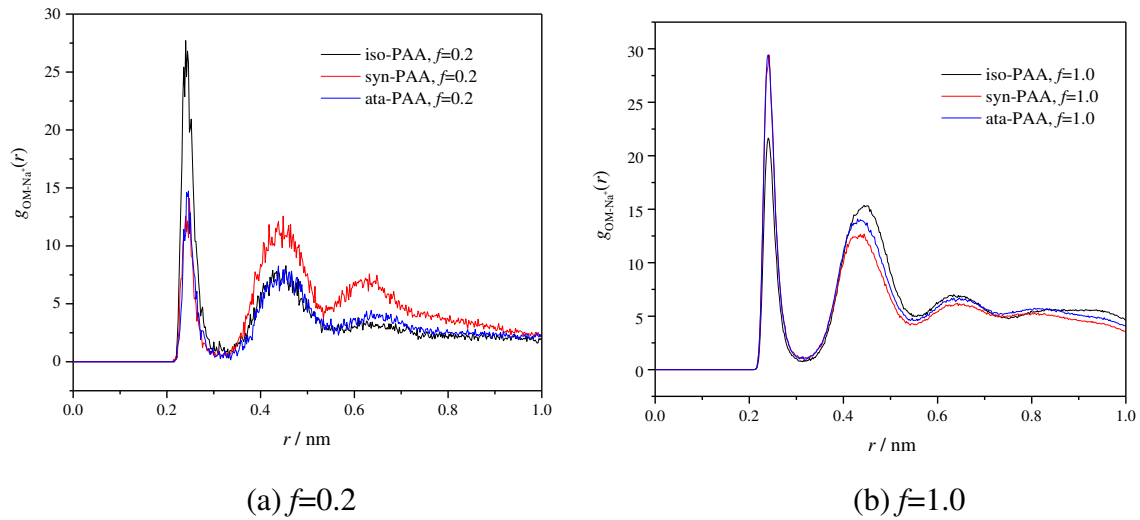 30
25
20
15
10
5
0
g_OM-Na⁺(r)
iso-PAA, f=0.2
syn-PAA, f=0.2
ata-PAA, f=0.2
0.0 0.2 0.4 0.6 0.8 1.0
r / nm
(a) f=0.2
30
25
20
15
10
5
0
g_OM-Na⁺(r)
iso-PAA, f=1.0
syn-PAA, f=1.0
ata-PAA, f=1.0
0.0 0.2 0.4 0.6 0.8 1.0
r / nm
(b) f=1.0